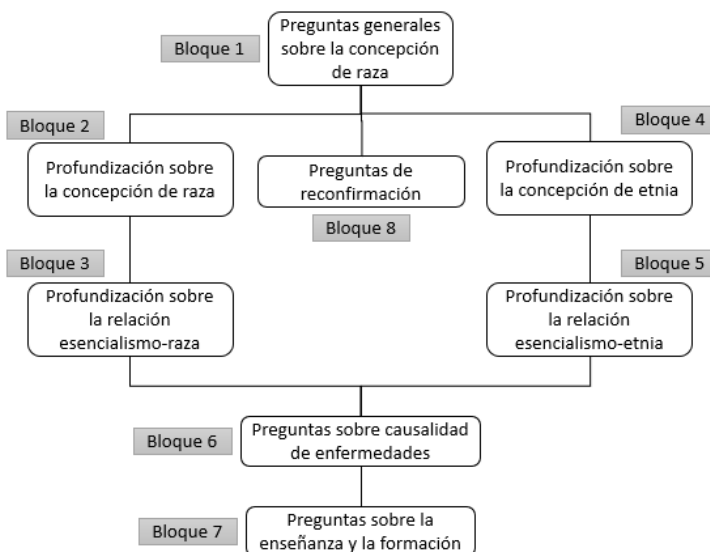 Bloque 1
Preguntas generales
sobre la concepción
de raza
Bloque 2
Profundización sobre
la concepción de raza
Preguntas de
reconfirmación
Bloque 8
Bloque 4
Profundización sobre
la concepción de etnia
Bloque 3
Profundización sobre
la relación
esencialismo-raza
Bloque 5
Profundización sobre
la relación
esencialismo-etnia
Bloque 6
Preguntas sobre causalidad
de enfermedades
Bloque 7
Preguntas sobre la
enseñanza y la formación